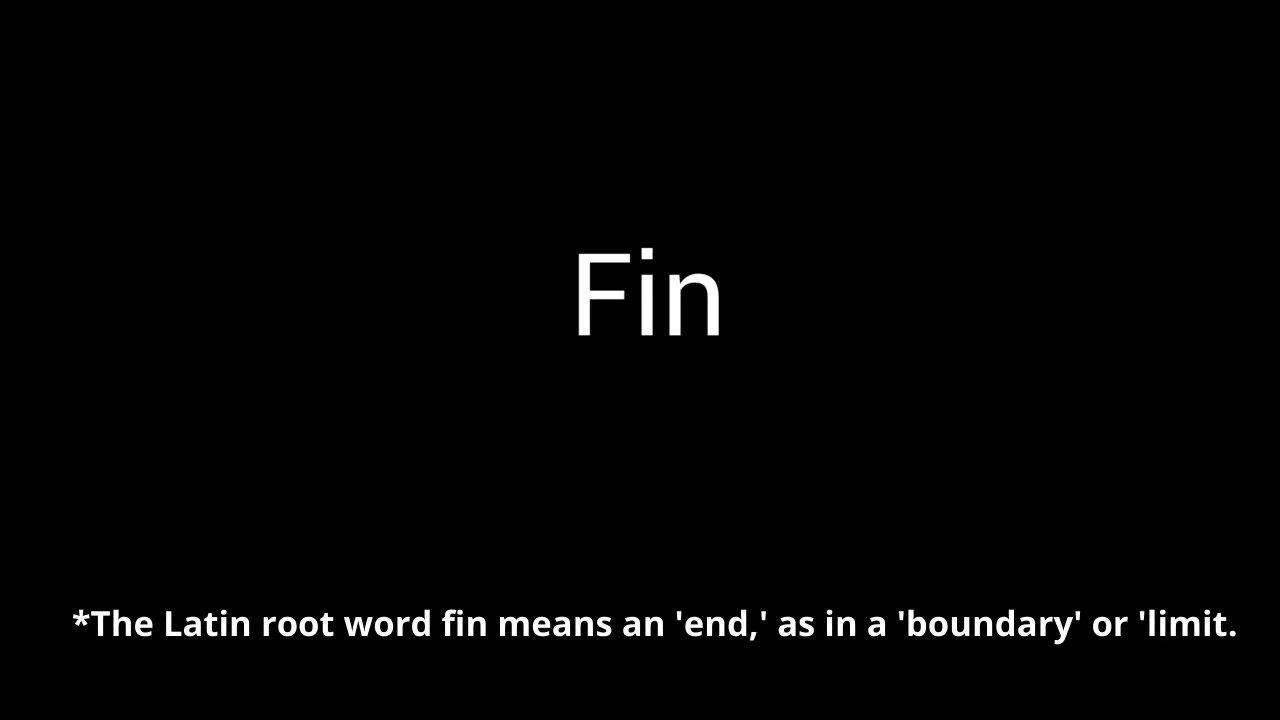 Fin
*The Latin root word fin means an 'end,' as in a 'boundary' or 'limit.